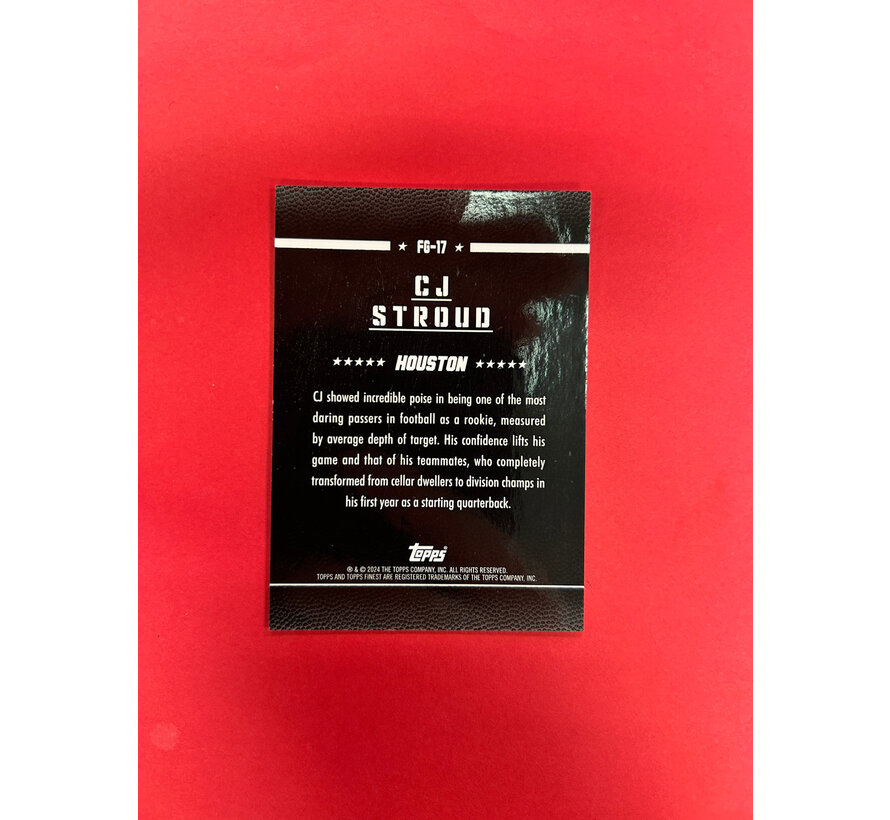 ★ FG-17 ★
CJ
STROUD
★★★★★ HOUSTON ★★★★★
CJ showed incredible poise in being one of the most
daring passers in football as a rookie, measured
by average depth of target. His confidence lifts his
game and that of his teammates, who completely
transformed from cellar dwellers to division champs in
his first year as a starting quarterback.
Topps®
® & © 2024 THE TOPPS COMPANY, INC. ALL RIGHTS RESERVED.
TOPPS AND TOPPS FINEST ARE REGISTERED TRADEMARKS OF THE TOPPS COMPANY, INC.